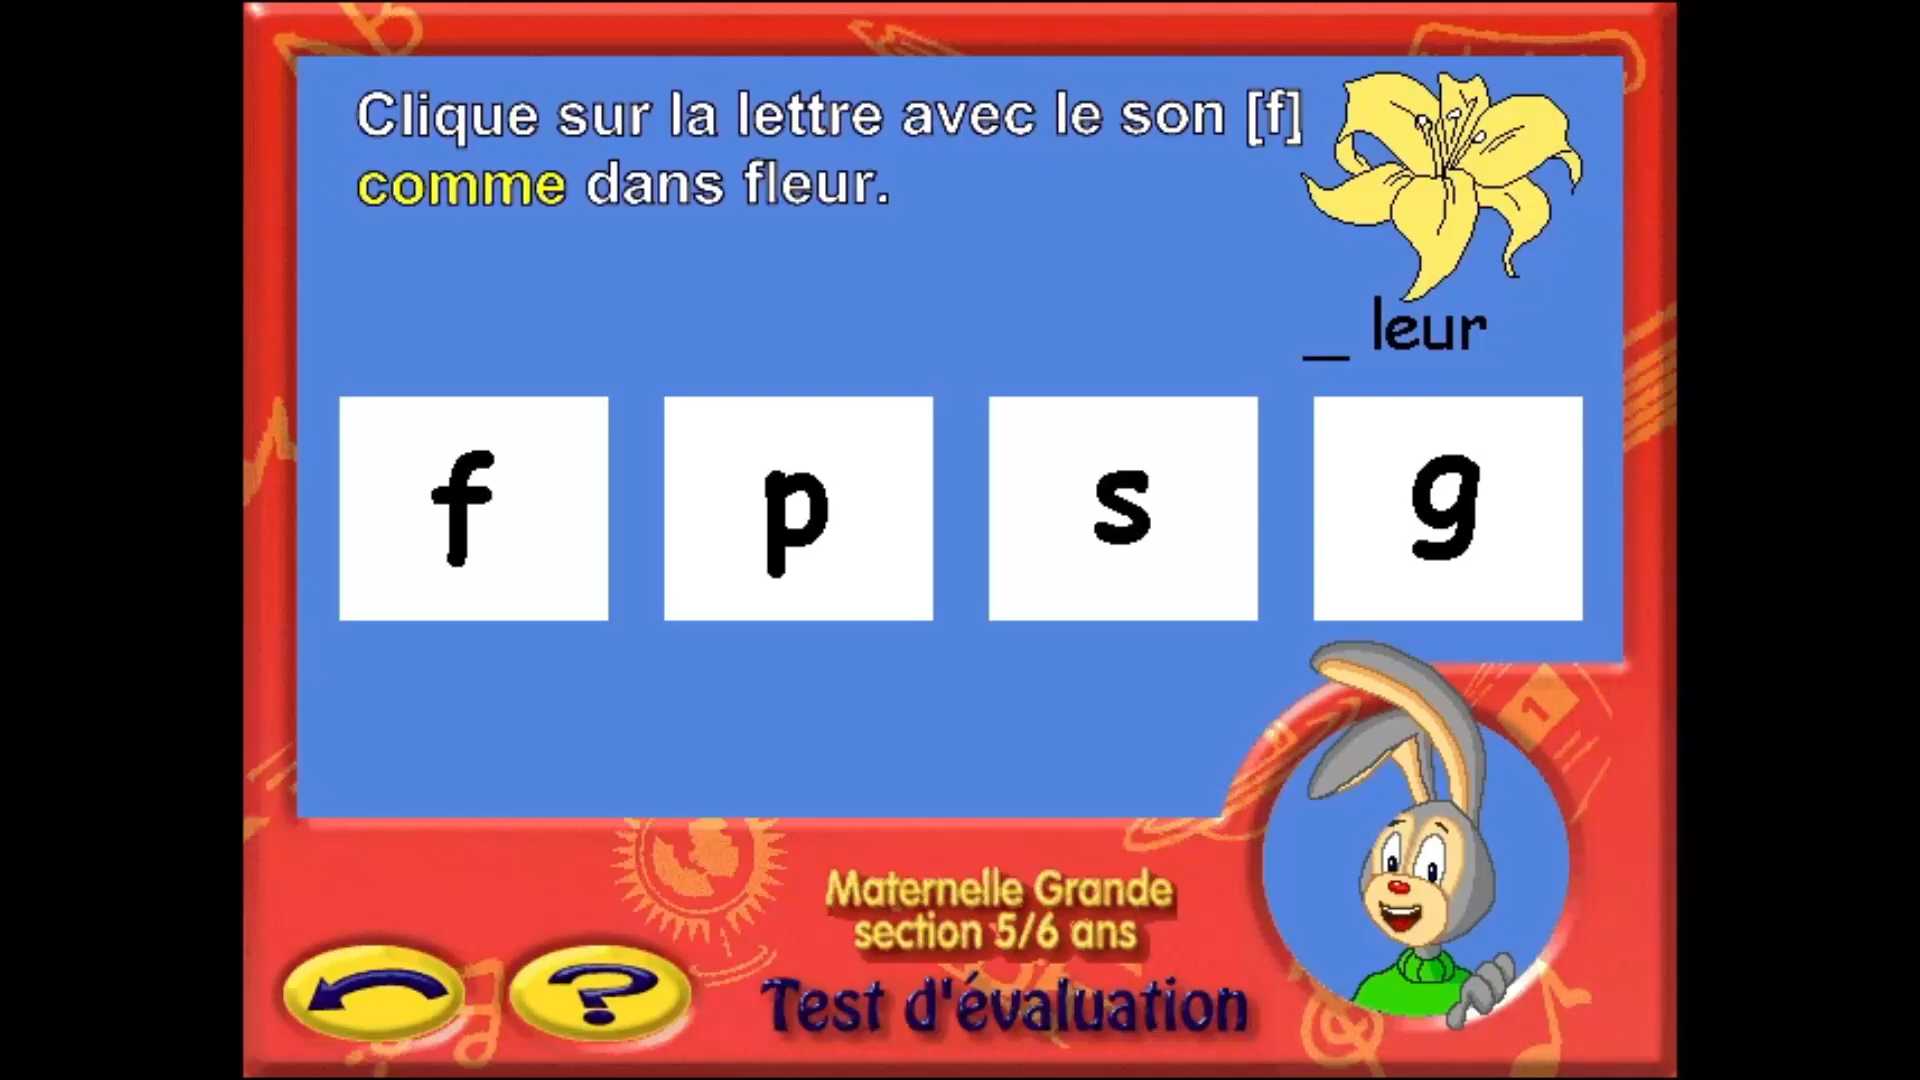 Clique sur la lettre avec le son [f]
comme dans fleur.
_ leur
f p s g
1
Maternelle Grande
section 5/6 ans
Test d'évaluation
?